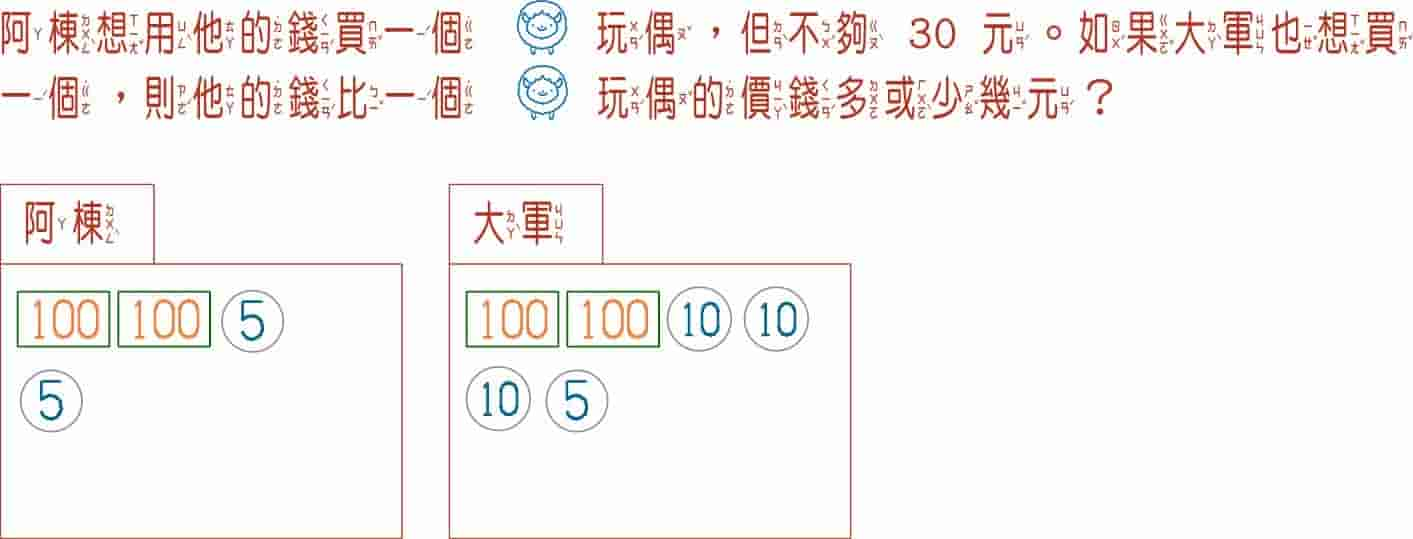 阿棟想用他的錢買一個 玩偶，但不夠 30 元。如果大軍也想買
一個，則他的錢比一個 玩偶的價錢多或少幾元？
阿棟 大軍
100 100 5 100 100 10 10
5 10 5